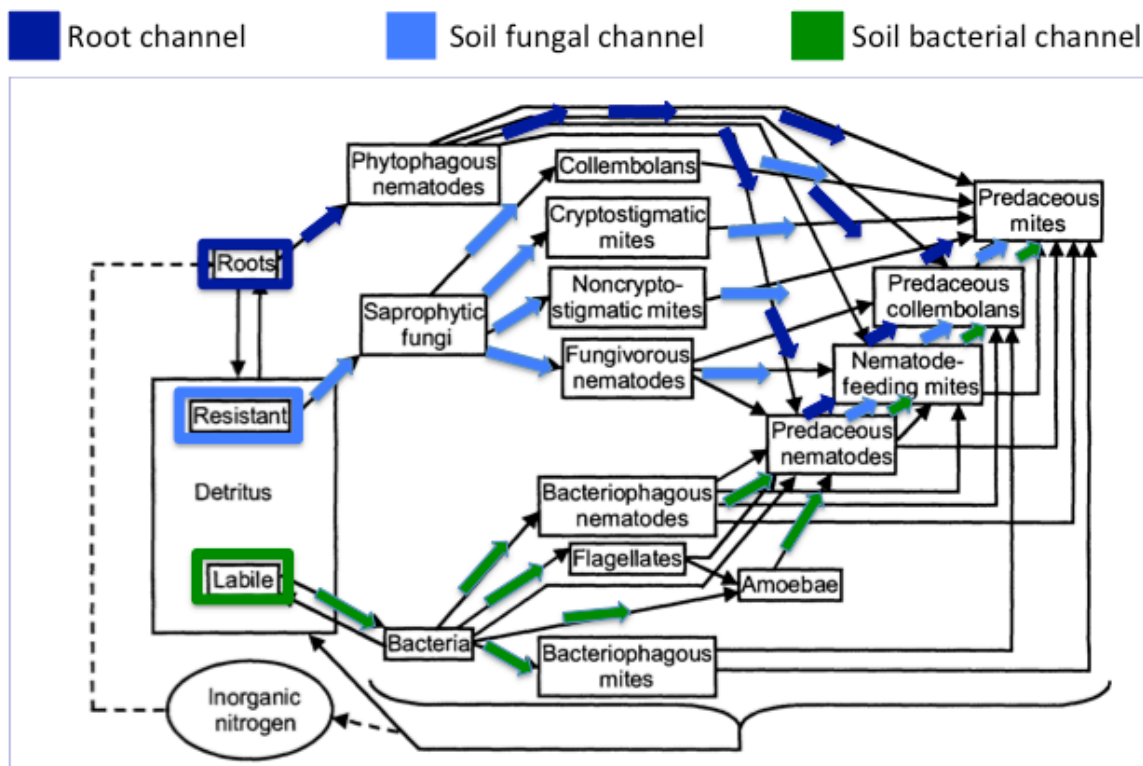 Root channel
Soil fungal channel
Soil bacterial channel
Phytophagous
nematodes
Collembolans
Predaceous
mites
Cryptostigmatic
mites
Roots
Noncrypto-
stigmatic mites
Predaceous
collembolans
Saprophytic
fungi
Fungivorous
nematodes
Nematode-
feeding mites
Resistant
Predaceous
nematodes
Detritus
Bacteriophagous
nematodes
Flagellates
Labile
Amoebae
Bacteria
Bacteriophagous
mites
Inorganic
nitrogen